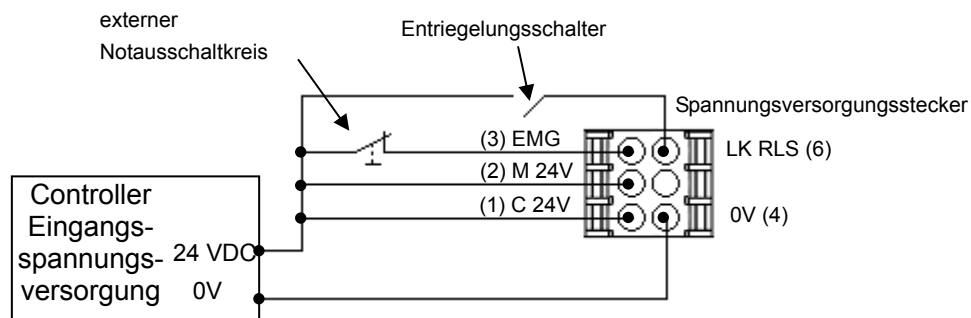 externer
Notausschaltkreis
Entriegelungsschalter
Spannungsversorgungsstecker
(3) EMG
LK RLS (6)
(2) M 24V
(1) C 24V
0V (4)
Controller
Eingangs-
spannungs-
24 VDC
versorgung
0V